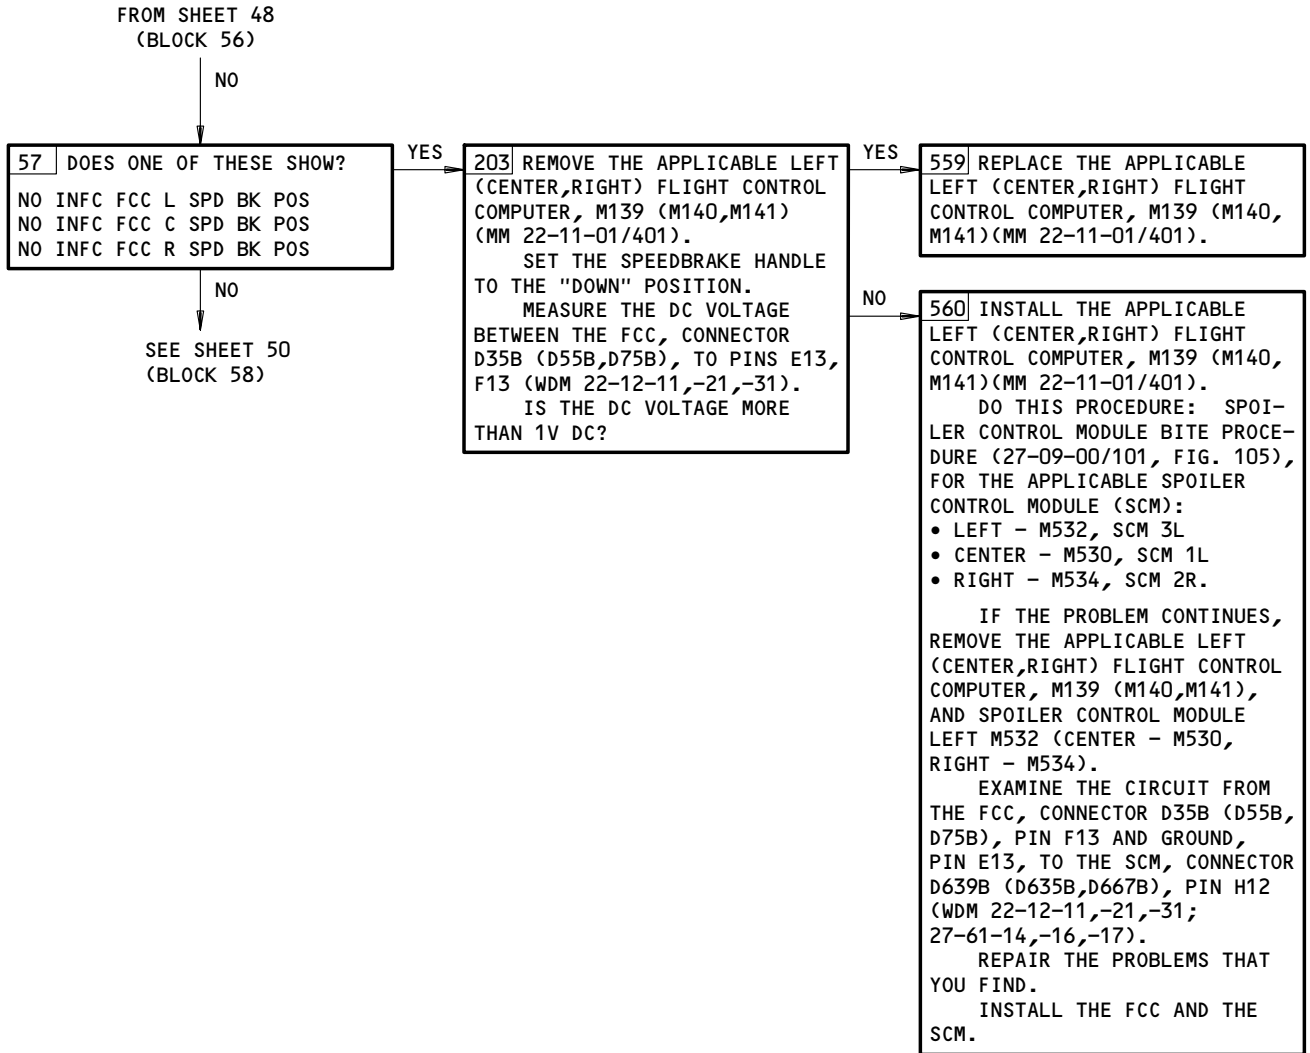 FROM SHEET 48
(BLOCK 56)
NO
57 DOES ONE OF THESE SHOW?
NO INFC FCC L SPD BK POS
NO INFC FCC C SPD BK POS
NO INFC FCC R SPD BK POS
NO
SEE SHEET 50
(BLOCK 58)
YES
203 REMOVE THE APPLICABLE LEFT
(CENTER,RIGHT) FLIGHT CONTROL
COMPUTER, M139 (M140,M141)
(MM 22-11-01/401).
SET THE SPEEDBRAKE HANDLE
TO THE "DOWN" POSITION.
MEASURE THE DC VOLTAGE
BETWEEN THE FCC, CONNECTOR
D35B (D55B,D75B), TO PINS E13,
F13 (WDM 22-12-11,-21,-31).
IS THE DC VOLTAGE MORE
THAN 1V DC?
YES
559 REPLACE THE APPLICABLE
LEFT (CENTER,RIGHT) FLIGHT
CONTROL COMPUTER, M139 (M140,
M141)(MM 22-11-01/401).
NO
560 INSTALL THE APPLICABLE
LEFT (CENTER,RIGHT) FLIGHT
CONTROL COMPUTER, M139 (M140,
M141)(MM 22-11-01/401).
DO THIS PROCEDURE: SPOI-
LER CONTROL MODULE BITE PROCE-
DURE (27-09-00/101, FIG. 105),
FOR THE APPLICABLE SPOILER
CONTROL MODULE (SCM):
• LEFT - M532, SCM 3L
• CENTER - M530, SCM 1L
• RIGHT - M534, SCM 2R.
IF THE PROBLEM CONTINUES,
REMOVE THE APPLICABLE LEFT
(CENTER,RIGHT) FLIGHT CONTROL
COMPUTER, M139 (M140,M141),
AND SPOILER CONTROL MODULE
LEFT M532 (CENTER - M530,
RIGHT - M534).
EXAMINE THE CIRCUIT FROM
THE FCC, CONNECTOR D35B (D55B,
D75B), PIN F13 AND GROUND,
PIN E13, TO THE SCM, CONNECTOR
D639B (D635B,D667B), PIN H12
(WDM 22-12-11,-21,-31;
27-61-14,-16,-17).
REPAIR THE PROBLEMS THAT
YOU FIND.
INSTALL THE FCC AND THE
SCM.